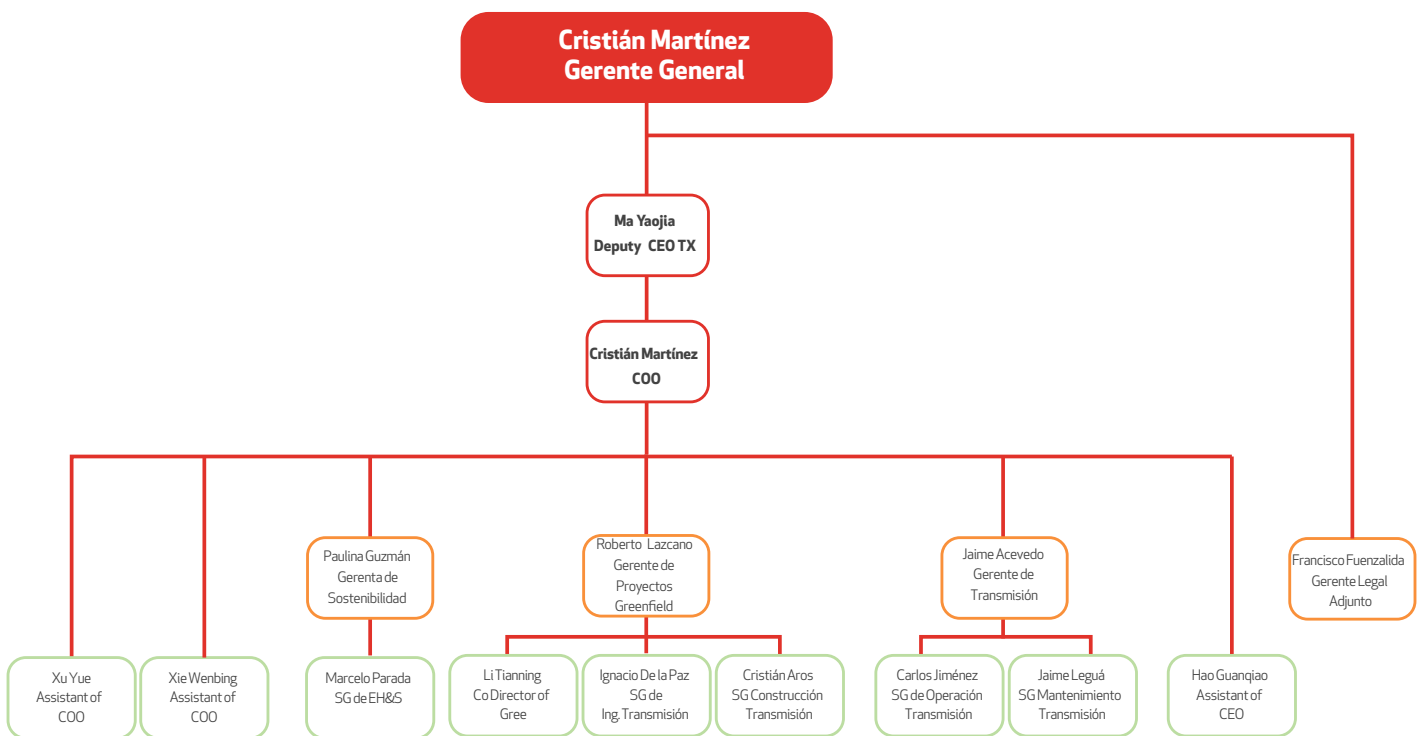 Cristián Martínez
Gerente General
Ma Yaojia
Deputy CEO TX
Cristián Martínez
COO
Paulina Guzmán
Gerenta de
Sostenibilidad
Roberto Lazcano
Gerente de
Proyectos
Greenfield
Jaime Acevedo
Gerente de
Transmisión
Francisco Fuenzalida
Gerente Legal
Adjunto
Xu Yue
Assistant of
COO
Xie Wenbing
Assistant of
COO
Marcelo Parada
SG de EH&S
Li Tianning
Co Director of
Gree
Ignacio De la Paz
SG de
Ing. Transmisión
Cristián Aros
SG Construcción
Transmisión
Carlos Jiménez
SG de Operación
Transmisión
Jaime Leguá
SG Mantenimiento
Transmisión
Hao Guanqiao
Assistant of
CEO